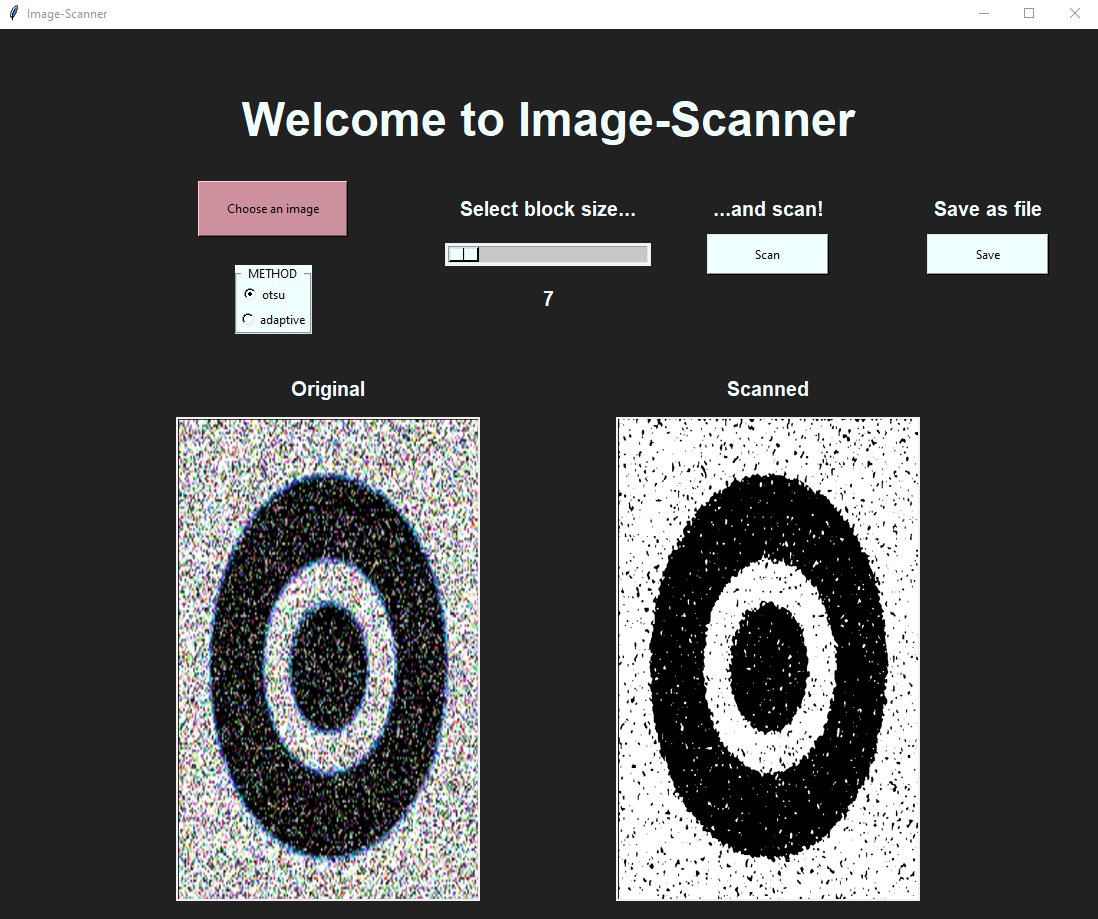 Image-Scanner
Welcome to Image-Scanner
Choose an image
Select block size...
...and scan!
Save as file
Scan
Save
METHOD
otsu
adaptive
7
Original
Scanned